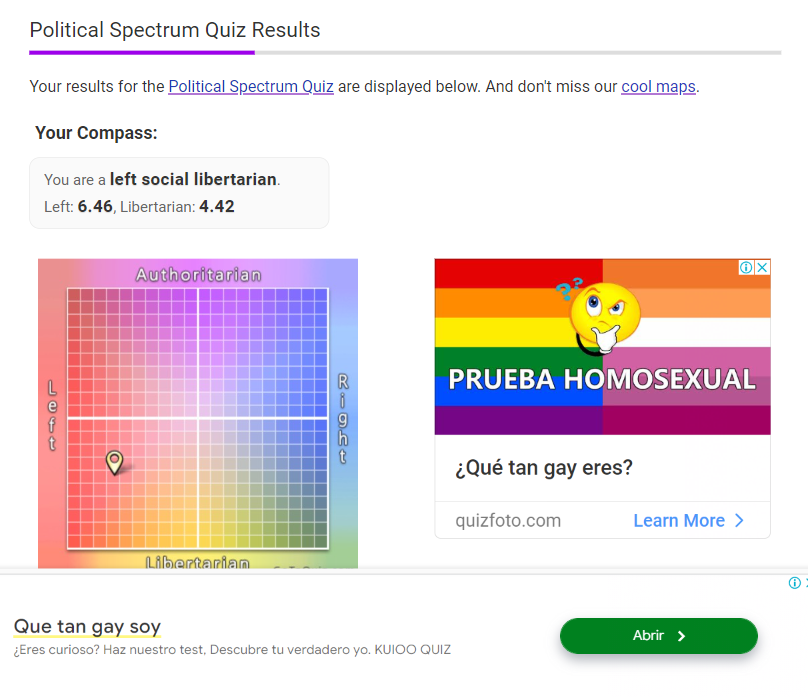 Political Spectrum Quiz Results
Your results for the Political Spectrum Quiz are displayed below. And don't miss our cool maps.
Your Compass:
You are a left social libertarian.
Left: 6.46, Libertarian: 4.42
Authoritarian
Left
Right
Libertarian
??
PRUEBA HOMOSEXUAL
¿Qué tan gay eres?
quizfoto.com
Learn More
Que tan gay soy
¿Eres curioso? Haz nuestro test, Descubre tu verdadero yo. KUIOO QUIZ
Abrir